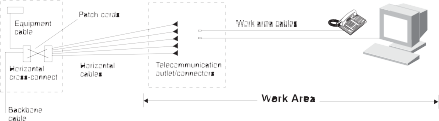 Patch cords
Equipment
cable
Work area cables
Horizontal
cross-connect
Horizontal
cables
Telecommunication
outlet/connectors
Work Area
Backbone
cable